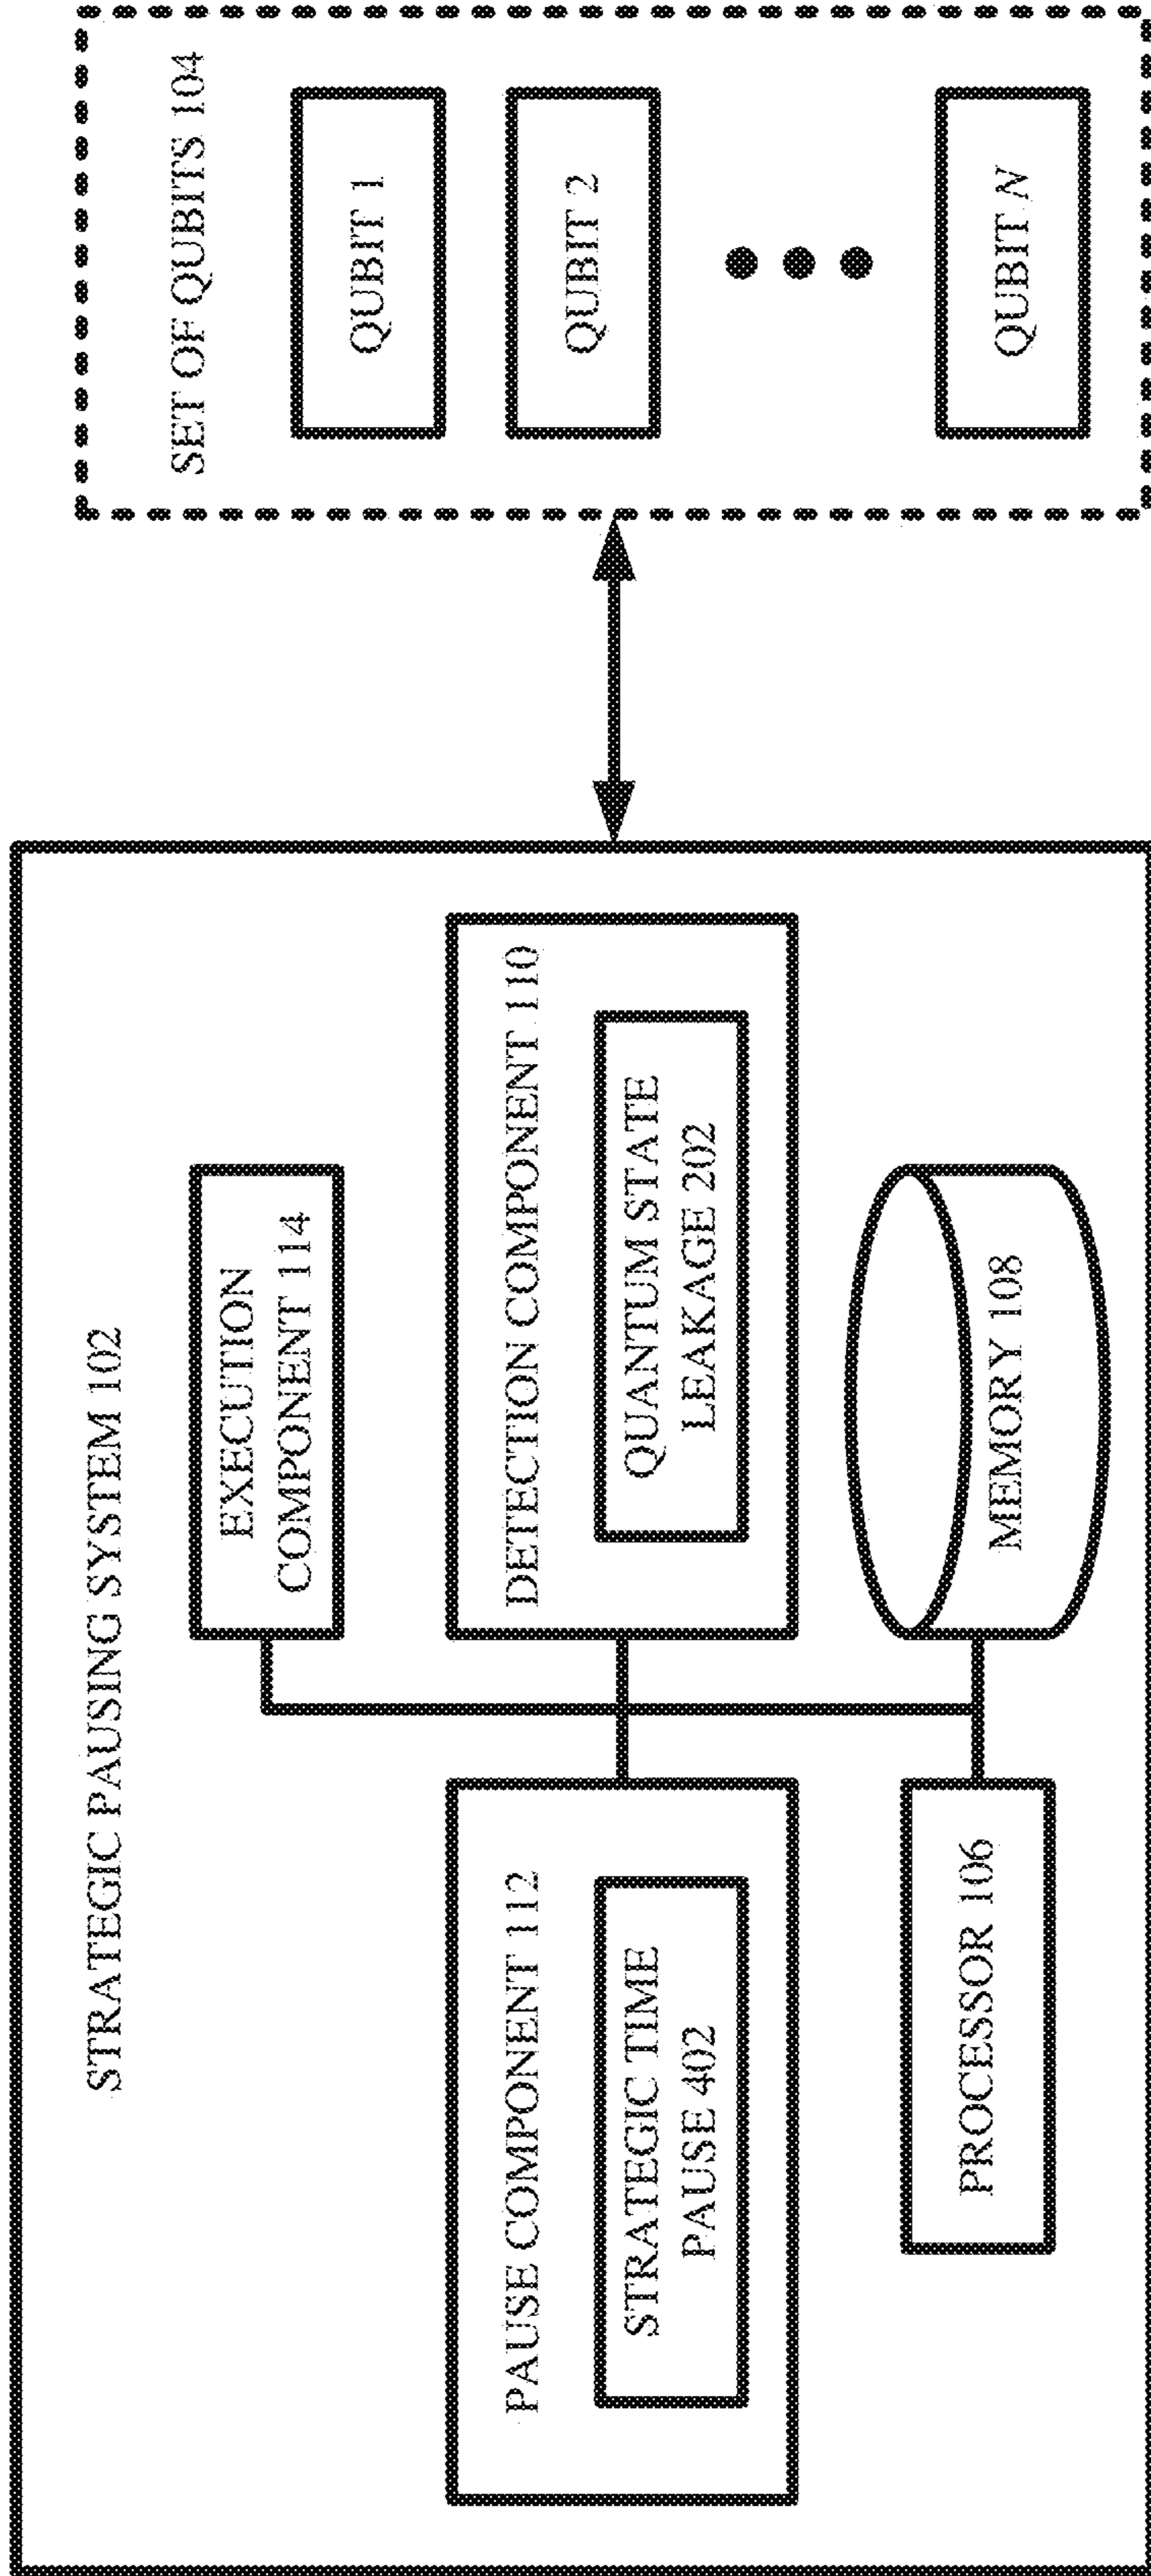 STRATEGIC PAUSING SYSTEM 102
EXECUTION
COMPONENT 114
PAUSE COMPONENT 112
STRATEGIC TIME
PAUSE 402
DETECTION COMPONENT 110
QUANTUM STATE
LEAKAGE 202
PROCESSOR 106
MEMORY 108
SET OF QUBITS 104
QUBIT 1
QUBIT 2
QUBIT N